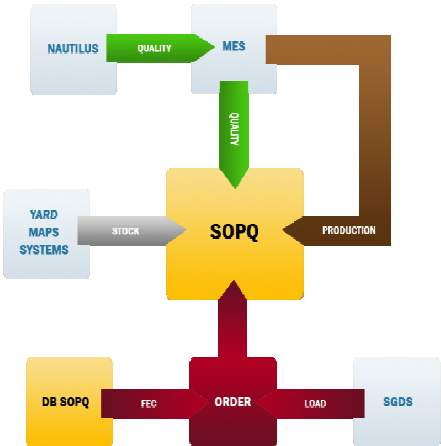 NAUTILUS
QUALITY
MES
QUALITY
YARD
MAPS
SYSTEMS
STOCK
SOPQ
PRODUCTION
DB SOPQ
FEC
ORDER
LOAD
SGDS